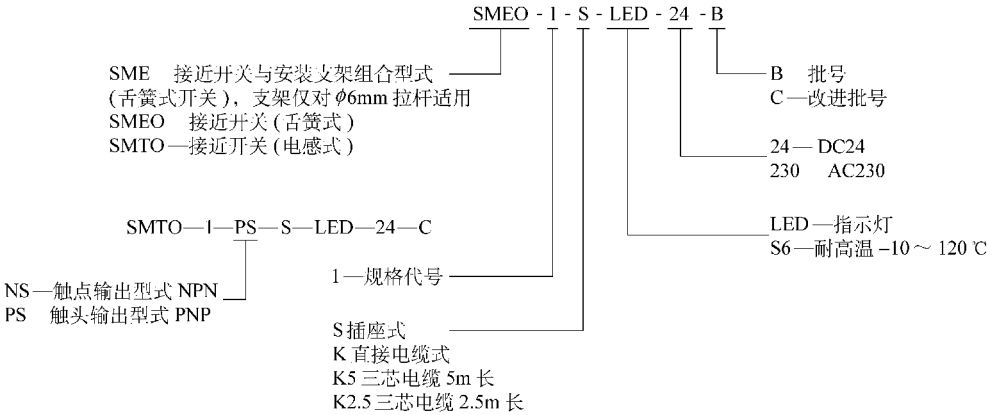 SMEO - 1 - S - LED - 24 - B
SME 接近开关与安装支架组合型式
(舌簧式开关)，支架仅对 ϕ6mm 拉杆适用
SMEO 接近开关(舌簧式)
SMTO—接近开关(电感式)
B 批号
C—改进批号
24— DC24
230 AC230
LED —指示灯
S6—耐高温 -10～ 120 ℃
SMTO—1—PS—S—LED—24—C
NS—触点输出型式 NPN
PS 触头输出型式 PNP
1—规格代号
S 插座式
K 直接电缆式
K5 三芯电缆 5m 长
K2.5 三芯电缆 2.5m 长